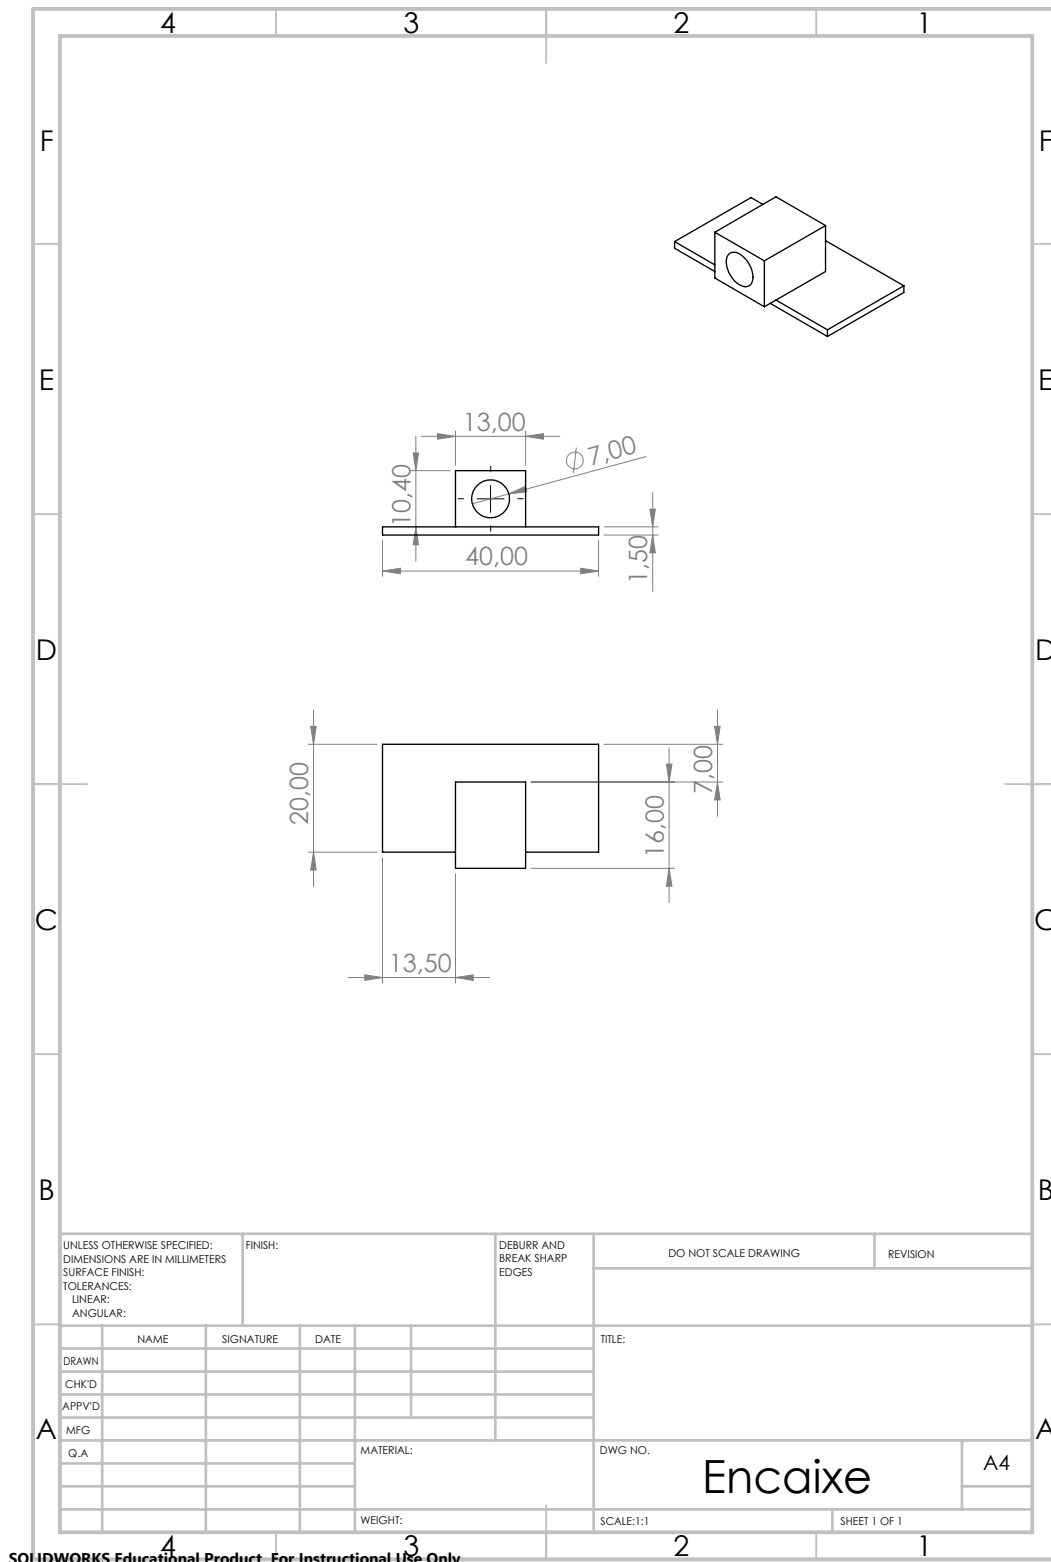 4 3 2 1
F F
E E
13,00
Ø7,00
10,40
40,00
1,50
D D
20,00
7,00
16,00
C C
13,50
B B
UNLESS OTHERWISE SPECIFIED:
DIMENSIONS ARE IN MILLIMETERS
SURFACE FINISH:
TOLERANCES:
LINEAR:
ANGULAR:
FINISH:
DEBURR AND
BREAK SHARP
EDGES
DO NOT SCALE DRAWING
REVISION
NAME SIGNATURE DATE
TITLE:
DRAWN
CHK'D
APPV'D
A A
MFG
Q.A
MATERIAL:
DWG NO.
Encaixe
A4
WEIGHT:
SCALE:1:1
SHEET 1 OF 1
4 3 2 1
SOLIDWORKS Educational Product. For Instructional Use Only.